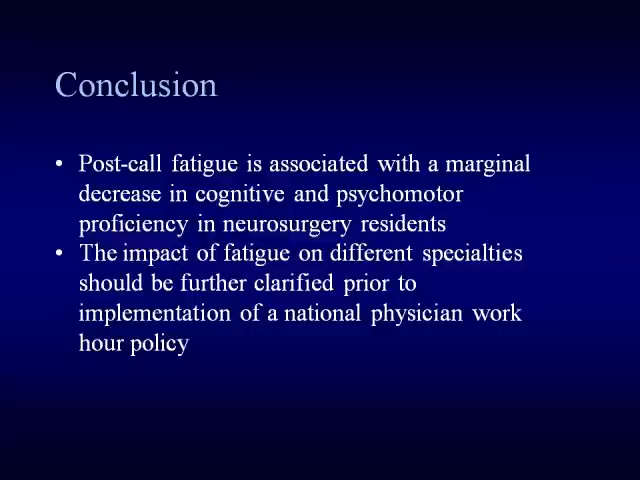 Conclusion
• Post-call fatigue is associated with a marginal
decrease in cognitive and psychomotor
proficiency in neurosurgery residents
• The impact of fatigue on different specialties
should be further clarified prior to
implementation of a national physician work
hour policy